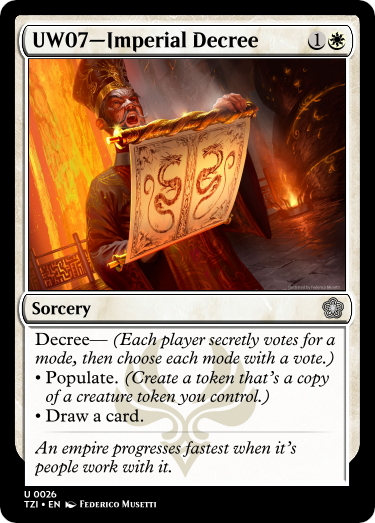 UW07—Imperial Decree 1
Sorcery
Decree— (Each player secretly votes for a
mode, then choose each mode with a vote.)
• Populate. (Create a token that's a copy
of a creature token you control.)
• Draw a card.
An empire progresses fastest when it's
people work with it.
U 0026
TZI • EN Federico Musetti